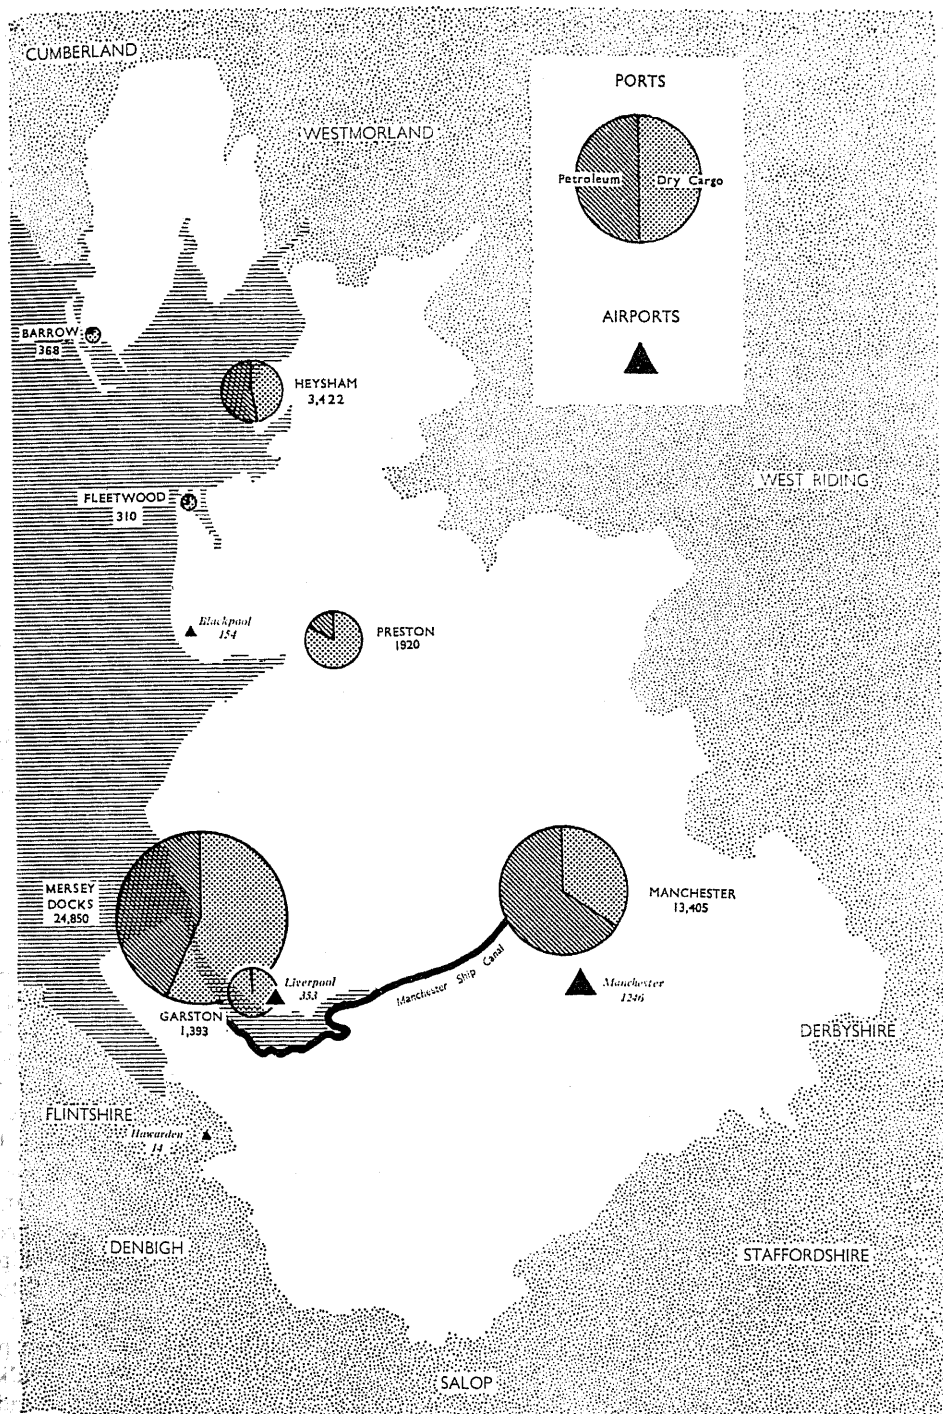 CUMBERLAND
WESTMORLAND
PORTS
Petroleum
Dry Cargo
AIRPORTS
BARROW
368
HEYSHAM
3,422
WEST RIDING
FLEETWOOD
310
Blackpool
154
PRESTON
1920
MERSEY
DOCKS
24,850
MANCHESTER
13,405
Manchester Ship Canal
Liverpool
353
Manchester
1246
GARSTON
1,393
DERBYSHIRE
FLINTSHIRE
Hawarden
14
DENBIGH
STAFFORDSHIRE
SALOP